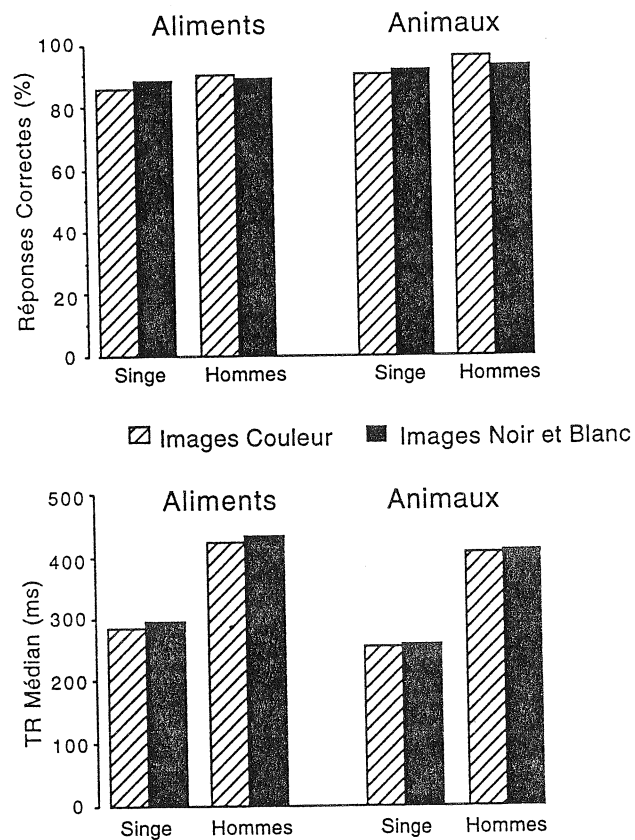 Aliments Animaux
100
80
60
40
20
0
Réponses Correctes (%)
Singe Hommes Singe Hommes
Images Couleur Images Noir et Blanc
Aliments Animaux
500
400
300
200
100
0
TR Médian (ms)
Singe Hommes Singe Hommes